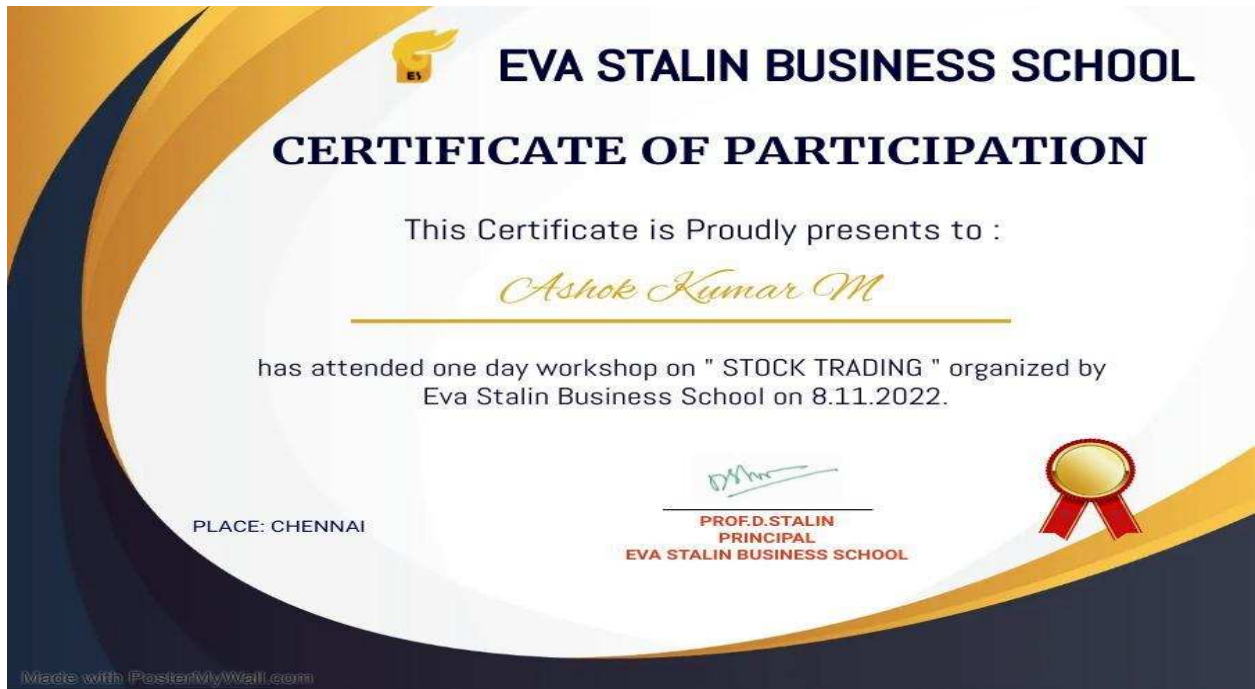 ES
EVA STALIN BUSINESS SCHOOL
CERTIFICATE OF PARTICIPATION
This Certificate is Proudly presents to :
Ashok Kumar M
has attended one day workshop on " STOCK TRADING " organized by
Eva Stalin Business School on 8.11.2022.
PLACE: CHENNAI
PROF.D.STALIN
PRINCIPAL
EVA STALIN BUSINESS SCHOOL
Made with PosterMyWall.com